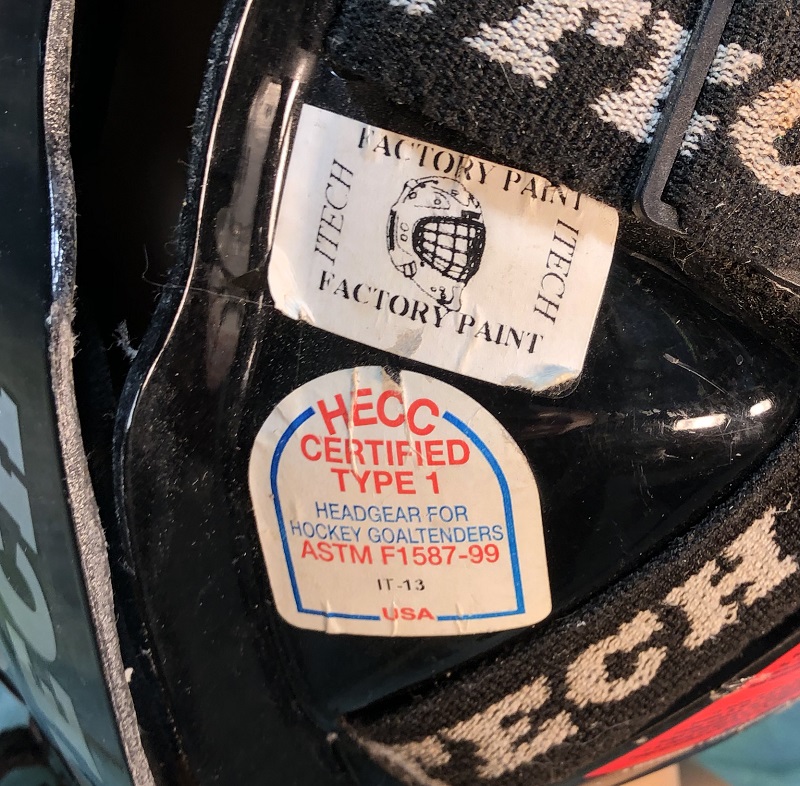 FACTORY PAINT
ITECH
ITECH
FACTORY PAINT
HECC
CERTIFIED
TYPE 1
HEADGEAR FOR
HOCKEY GOALTENDERS
ASTM F1587-99
IT-13
USA
TECH